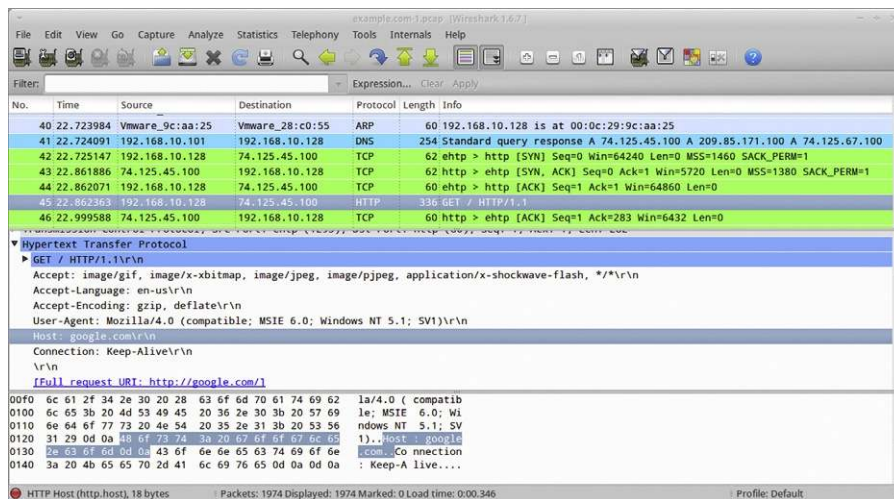 example.com-1.pcap [Wireshark 1.6.7]
File Edit View Go Capture Analyze Statistics Telephony Tools Internals Help
Filter: Expression... Clear Apply
No. Time Source Destination Protocol Length Info
40 22.723984 Vmware_9c:aa:25 Vmware_28:c0:55 ARP 60 192.168.10.128 is at 00:0c:29:9c:aa:25
41 22.724091 192.168.10.101 192.168.10.128 DNS 254 Standard query response A 74.125.45.100 A 209.85.171.100 A 74.125.67.100
42 22.725147 192.168.10.128 74.125.45.100 TCP 62 ehtp > http [SYN] Seq=0 Win=64240 Len=0 MSS=1460 SACK_PERM=1
43 22.861886 74.125.45.100 192.168.10.128 TCP 62 http > ehtp [SYN, ACK] Seq=0 Ack=1 Win=5720 Len=0 MSS=1380 SACK_PERM=1
44 22.862071 192.168.10.128 74.125.45.100 TCP 60 ehtp > http [ACK] Seq=1 Ack=1 Win=64860 Len=0
45 22.862363 192.168.10.128 74.125.45.100 HTTP 336 GET / HTTP/1.1
46 22.999588 74.125.45.100 192.168.10.128 TCP 60 http > ehtp [ACK] Seq=1 Ack=283 Win=6432 Len=0
Hypertext Transfer Protocol
GET / HTTP/1.1\r\n
Accept: image/gif, image/x-xbitmap, image/jpeg, image/pjpeg, application/x-shockwave-flash, */*\r\n
Accept-Language: en-us\r\n
Accept-Encoding: gzip, deflate\r\n
User-Agent: Mozilla/4.0 (compatible; MSIE 6.0; Windows NT 5.1; SV1)\r\n
Host: google.com\r\n
Connection: Keep-Alive\r\n
\r\n
[Full request URI: http://google.com/]
00f0 6c 61 2f 34 2e 30 20 28 63 6f 6d 70 61 74 69 62 la/4.0 ( compatib
0100 6c 65 3b 20 4d 53 49 45 20 36 2e 30 3b 20 57 69 le; MSIE 6.0; Wi
0110 6e 64 6f 77 73 20 4e 54 20 35 2e 31 3b 20 53 56 ndows NT 5.1; SV
0120 31 29 0d 0a 48 6f 73 74 3a 20 67 6f 6f 67 6c 65 1)..Host : google
0130 2e 63 6f 6d 0d 0a 43 6f 6e 6e 65 63 74 69 6f 6e .com..Co nnection
0140 3a 20 4b 65 65 70 2d 41 6c 69 76 65 0d 0a 0d 0a : Keep-A live....
HTTP Host (http.host), 18 bytes Packets: 1974 Displayed: 1974 Marked: 0 Load time: 0:00.346 Profile: Default